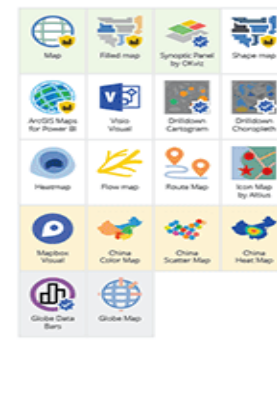 Map
Filled map
Synoptic Panel
by OKViz
Shape map
ArcGIS Maps
for Power BI
Visio
Visual
Drilldown
Cartogram
Drilldown
Choropleth
Heatmap
Flow map
Route Map
Icon Map
by Altius
Mapbox
Visual
China
Color Map
China
Scatter Map
China
Heat Map
Globe Data
Bars
Globe Map